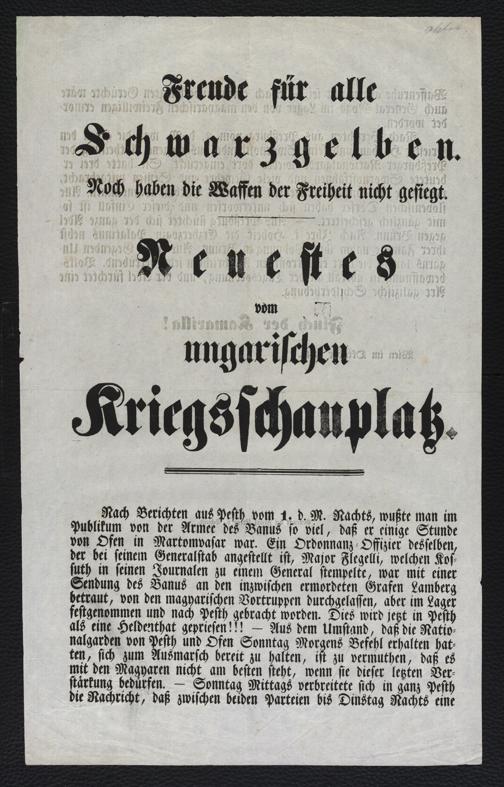 Freude für alle
Schwarzgelben.
Noch haben die Waffen der Freiheit nicht gesiegt.
Neuestes
vom
ungarischen
Kriegsschauplatz.
Nach Berichten aus Pesth vom 1. d. M. Nachts, wußte man im
Publikum von der Armee des Banus so viel, daß er einige Stunde
von Ofen in Martonwasar war. Ein Ordonnanz-Offizier desselben,
der bei seinem Generalstab angestellt ist, Major Flegelli, welchen Kos-
suth in seinen Journalen zu einem General stempelte, war mit einer
Sendung des Banus an den inzwischen ermordeten Grafen Lamberg
betraut, von den magyarischen Vortruppen durchgelassen, aber im Lager
festgenommen und nach Pesth gebracht worden. Dies wird jetzt in Pesth
als eine Heldenthat gepriesen!!! — Aus dem Umstand, daß die Natio-
nalgarden von Pesth und Ofen Sonntag Morgens Befehl erhalten hat-
ten, sich zum Ausmarsch bereit zu halten, ist zu vermuthen, daß es
mit den Magyaren nicht am besten steht, wenn sie dieser letzten Ver-
stärkung bedürfen. — Sonntag Mittags verbreitete sich in ganz Pesth
die Nachricht, daß zwischen beiden Parteien bis Dinstag Nachts eine